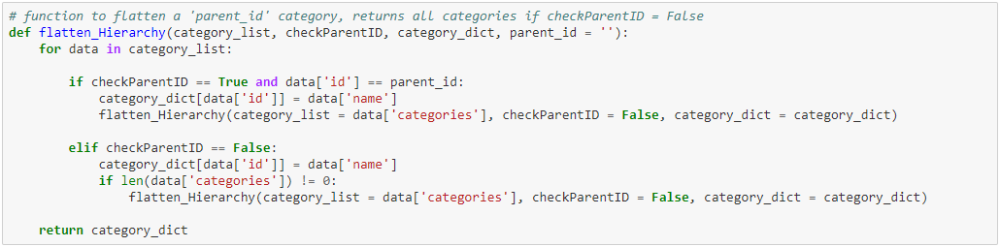 # function to flatten a 'parent_id' category, returns all categories if checkParentID = False
def flatten_Hierarchy(category_list, checkParentID, category_dict, parent_id = ''):
    for data in category_list:

        if checkParentID == True and data['id'] == parent_id:
            category_dict[data['id']] = data['name']
            flatten_Hierarchy(category_list = data['categories'], checkParentID = False, category_dict = category_dict)

        elif checkParentID == False:
            category_dict[data['id']] = data['name']
            if len(data['categories']) != 0:
                flatten_Hierarchy(category_list = data['categories'], checkParentID = False, category_dict = category_dict)

    return category_dict